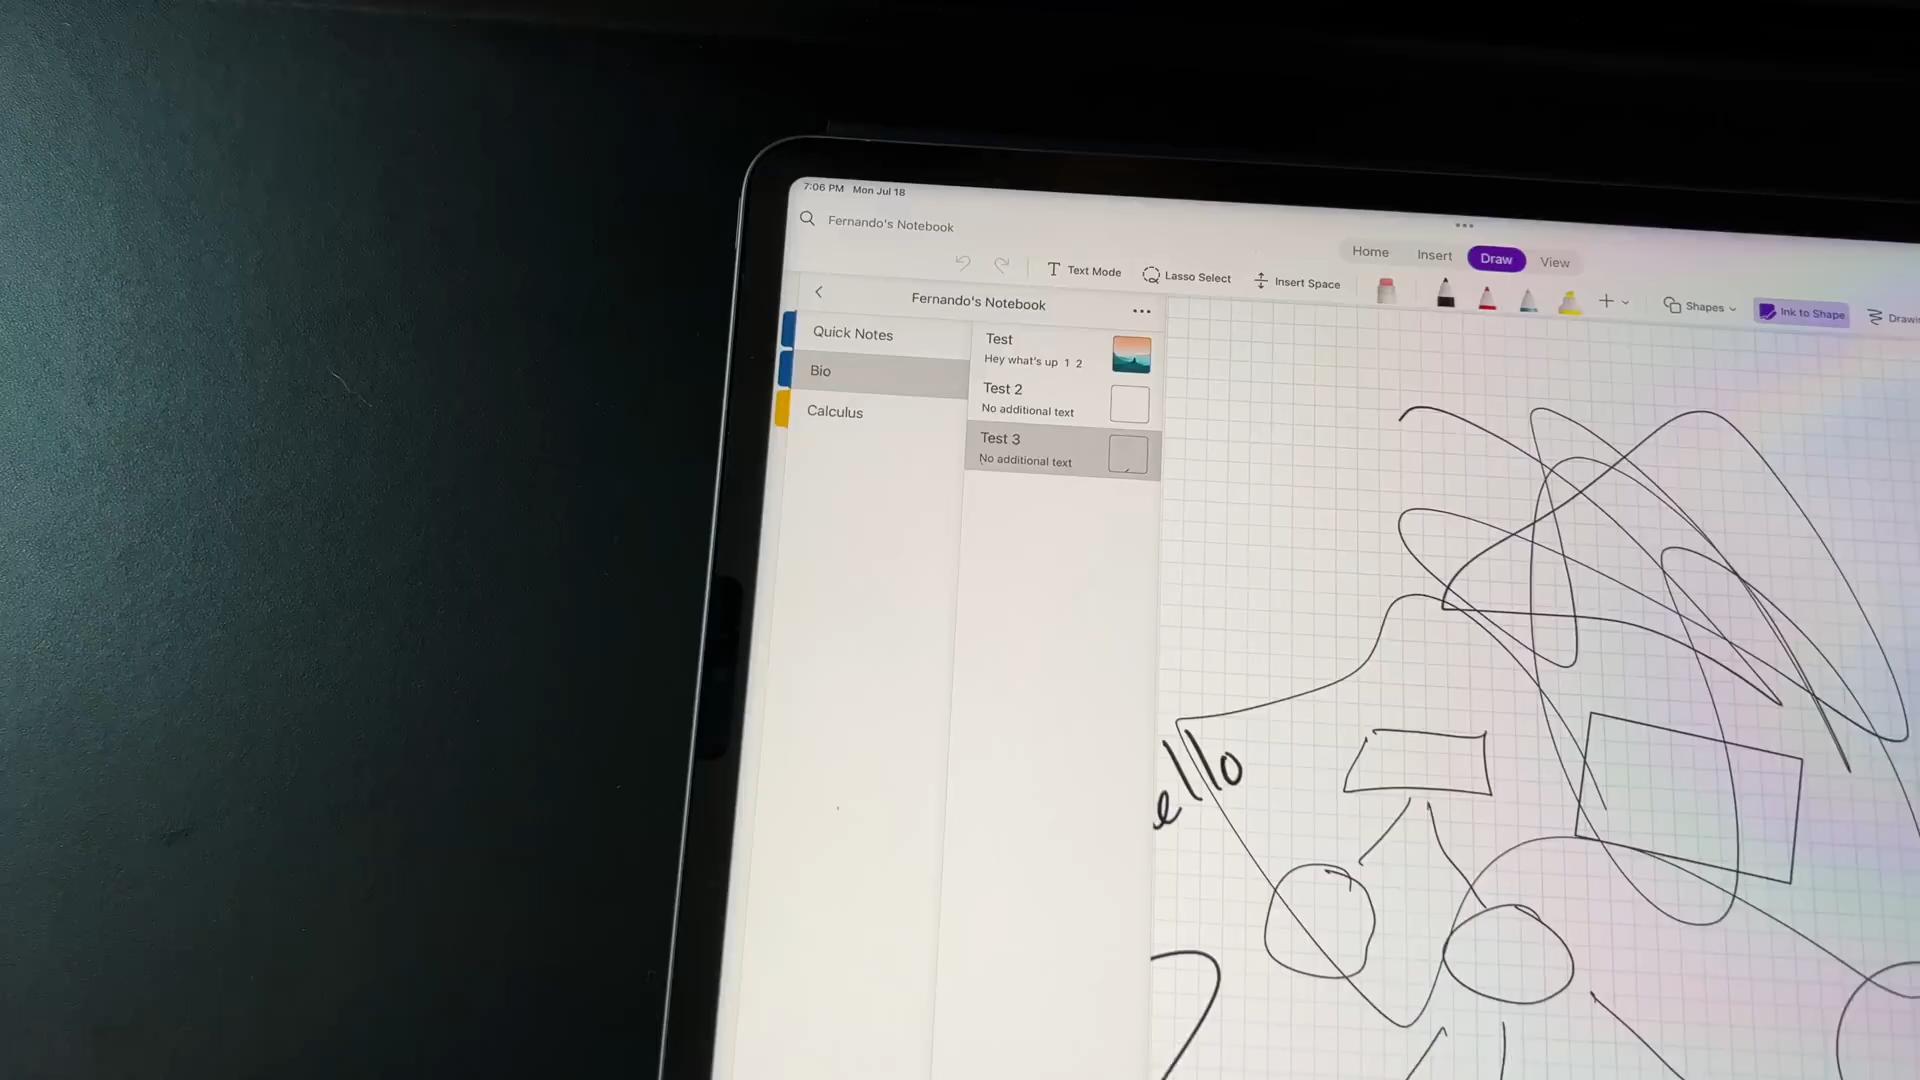 7:06 PM Mon Jul 18
Fernando's Notebook
Home Insert Draw View
Text Mode Lasso Select Insert Space Shapes Ink to Shape
Fernando's Notebook
Quick Notes
Bio
Calculus
Test
Hey what's up 1 2
Test 2
No additional text
Test 3
No additional text
ello